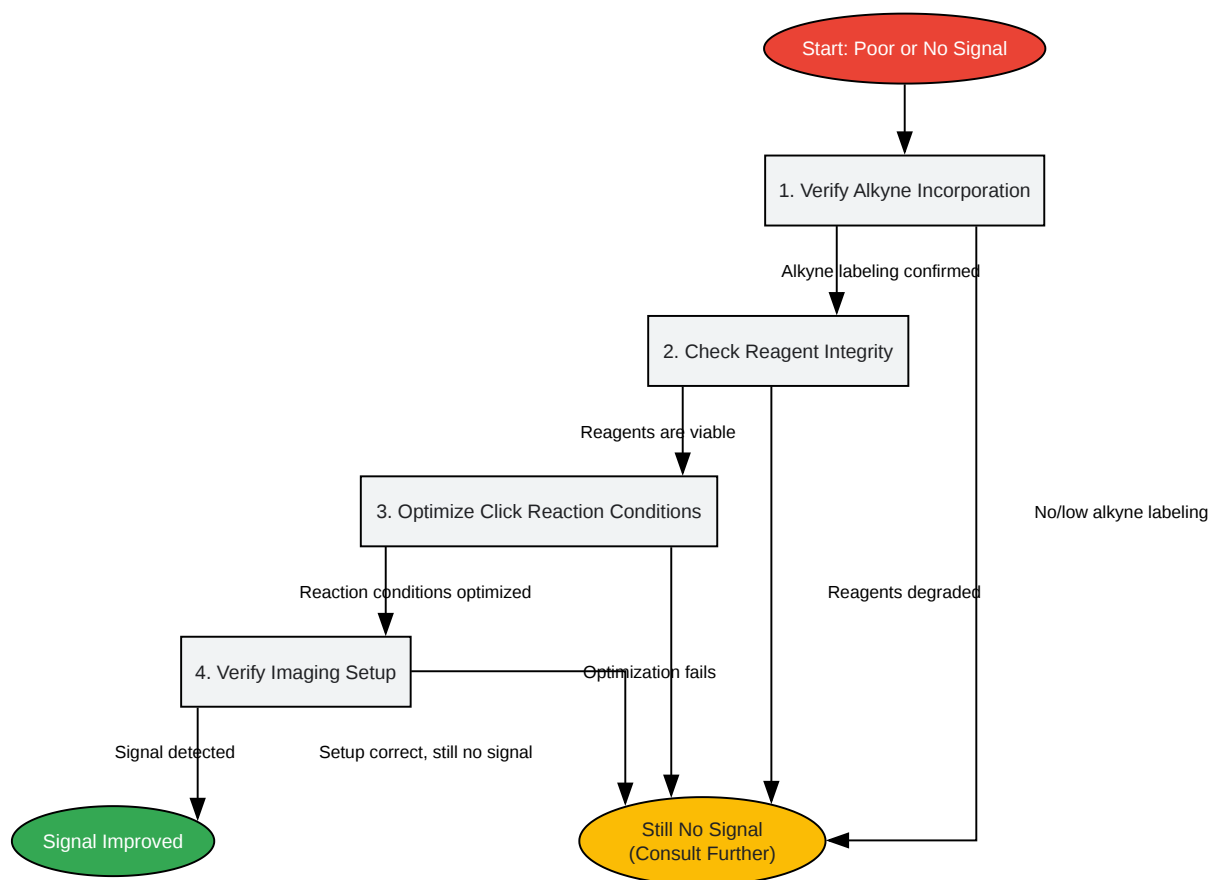 Start: Poor or No Signal
1. Verify Alkyne Incorporation
Alkyne labeling confirmed
2. Check Reagent Integrity
Reagents are viable
3. Optimize Click Reaction Conditions
No/low alkyne labeling
Reaction conditions optimized
Reagents degraded
4. Verify Imaging Setup
Optimization fails
Signal detected
Setup correct, still no signal
Signal Improved
Still No Signal
(Consult Further)